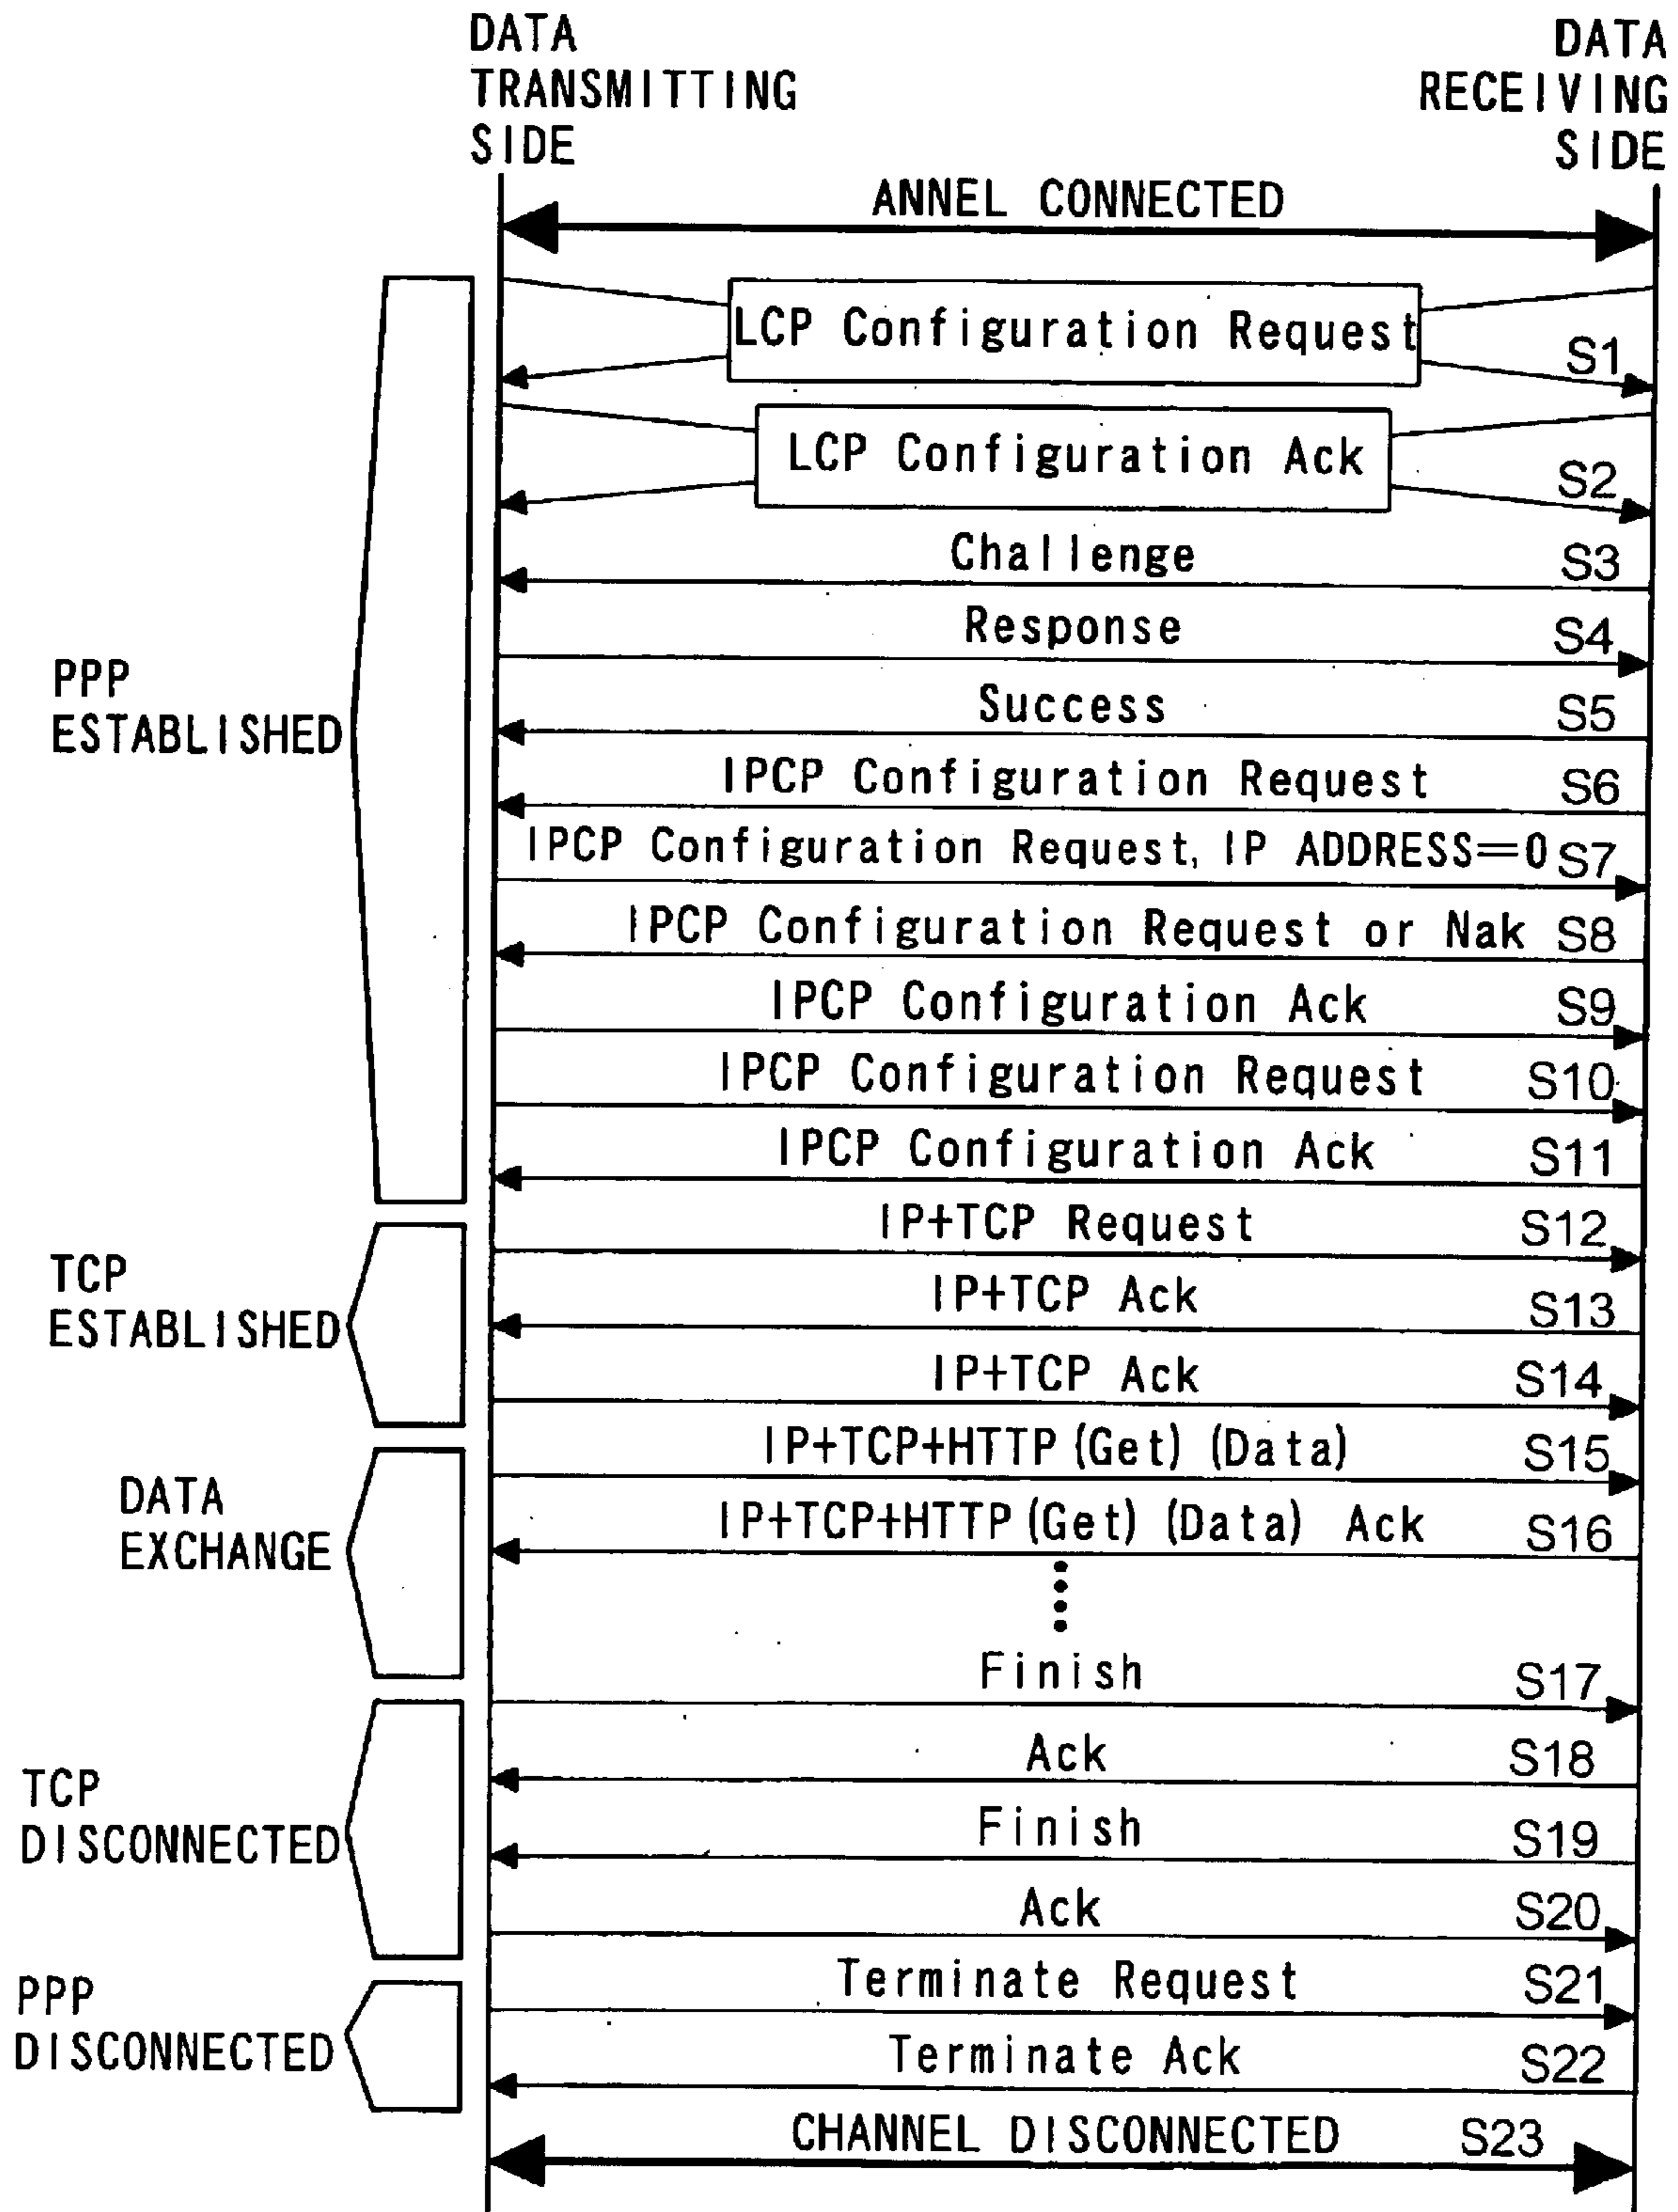 DATA
TRANSMITTING
SIDE
DATA
RECEIVING
SIDE
ANNEL CONNECTED
LCP Configuration Request
S1
LCP Configuration Ack
S2
Challenge
S3
Response
S4
PPP
ESTABLISHED
Success
S5
IPCP Configuration Request
S6
IPCP Configuration Request, IP ADDRESS=0
S7
IPCP Configuration Request or Nak
S8
IPCP Configuration Ack
S9
IPCP Configuration Request
S10
IPCP Configuration Ack
S11
IP+TCP Request
S12
TCP
ESTABLISHED
IP+TCP Ack
S13
IP+TCP Ack
S14
IP+TCP+HTTP(Get)(Data)
S15
DATA
EXCHANGE
IP+TCP+HTTP(Get)(Data) Ack
S16
Finish
S17
Ack
S18
TCP
DISCONNECTED
Finish
S19
Ack
S20
Terminate Request
S21
PPP
DISCONNECTED
Terminate Ack
S22
CHANNEL DISCONNECTED
S23